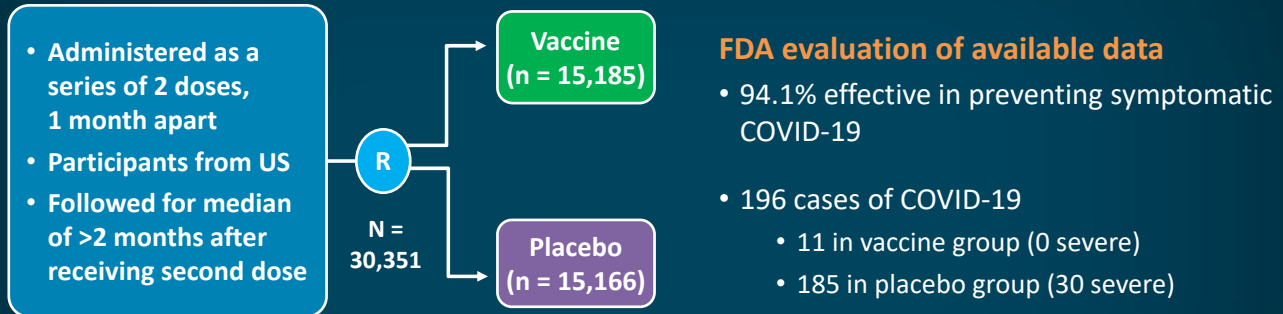 • Administered as a
series of 2 doses,
1 month apart
• Participants from US
• Followed for median
of >2 months after
receiving second dose
R
N =
30,351
Vaccine
(n = 15,185)
Placebo
(n = 15,166)
FDA evaluation of available data
• 94.1% effective in preventing symptomatic
COVID-19
• 196 cases of COVID-19
• 11 in vaccine group (0 severe)
• 185 in placebo group (30 severe)